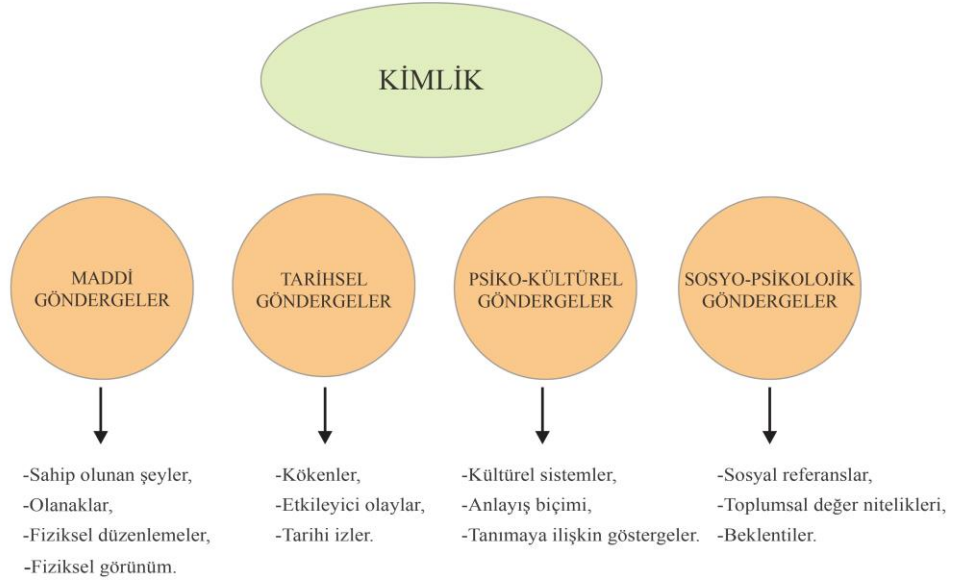 KİMLİK
MADDİ
GÖNDERGELER
TARİHSEL
GÖNDERGELER
PSİKO-KÜLTÜREL
GÖNDERGELER
SOSYO-PSİKOLOJİK
GÖNDERGELER
-Sahip olunan şeyler,
-Olanaklar,
-Fiziksel düzenlemeler,
-Fiziksel görünüm.
-Kökenler,
-Etkileyici olaylar,
-Tarihi izler.
-Kültürel sistemler,
-Anlayış biçimi,
-Tanımaya ilişkin göstergeler.
-Sosyal referanslar,
-Toplumsal değer nitelikleri,
-Beklentiler.